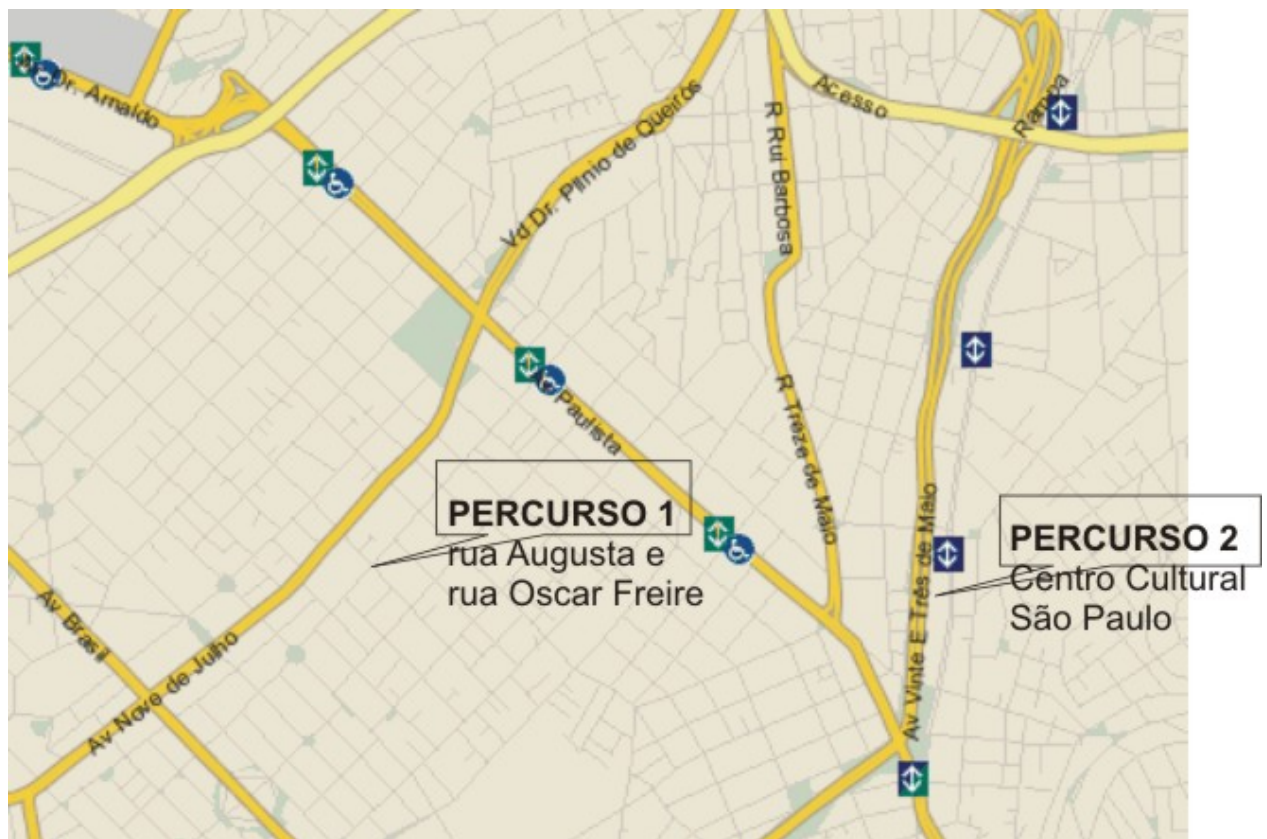 Av. Dr. Arnaldo
Acesso
Rampa
R Rui Barbosa
Vd Dr. Plínio de Queirós
Av Paulista
R Treze de Maio
Av Vinte E Três de Maio
PERCURSO 1
rua Augusta e
rua Oscar Freire
PERCURSO 2
Centro Cultural
São Paulo
Av Brasil
Av Nove de Julho